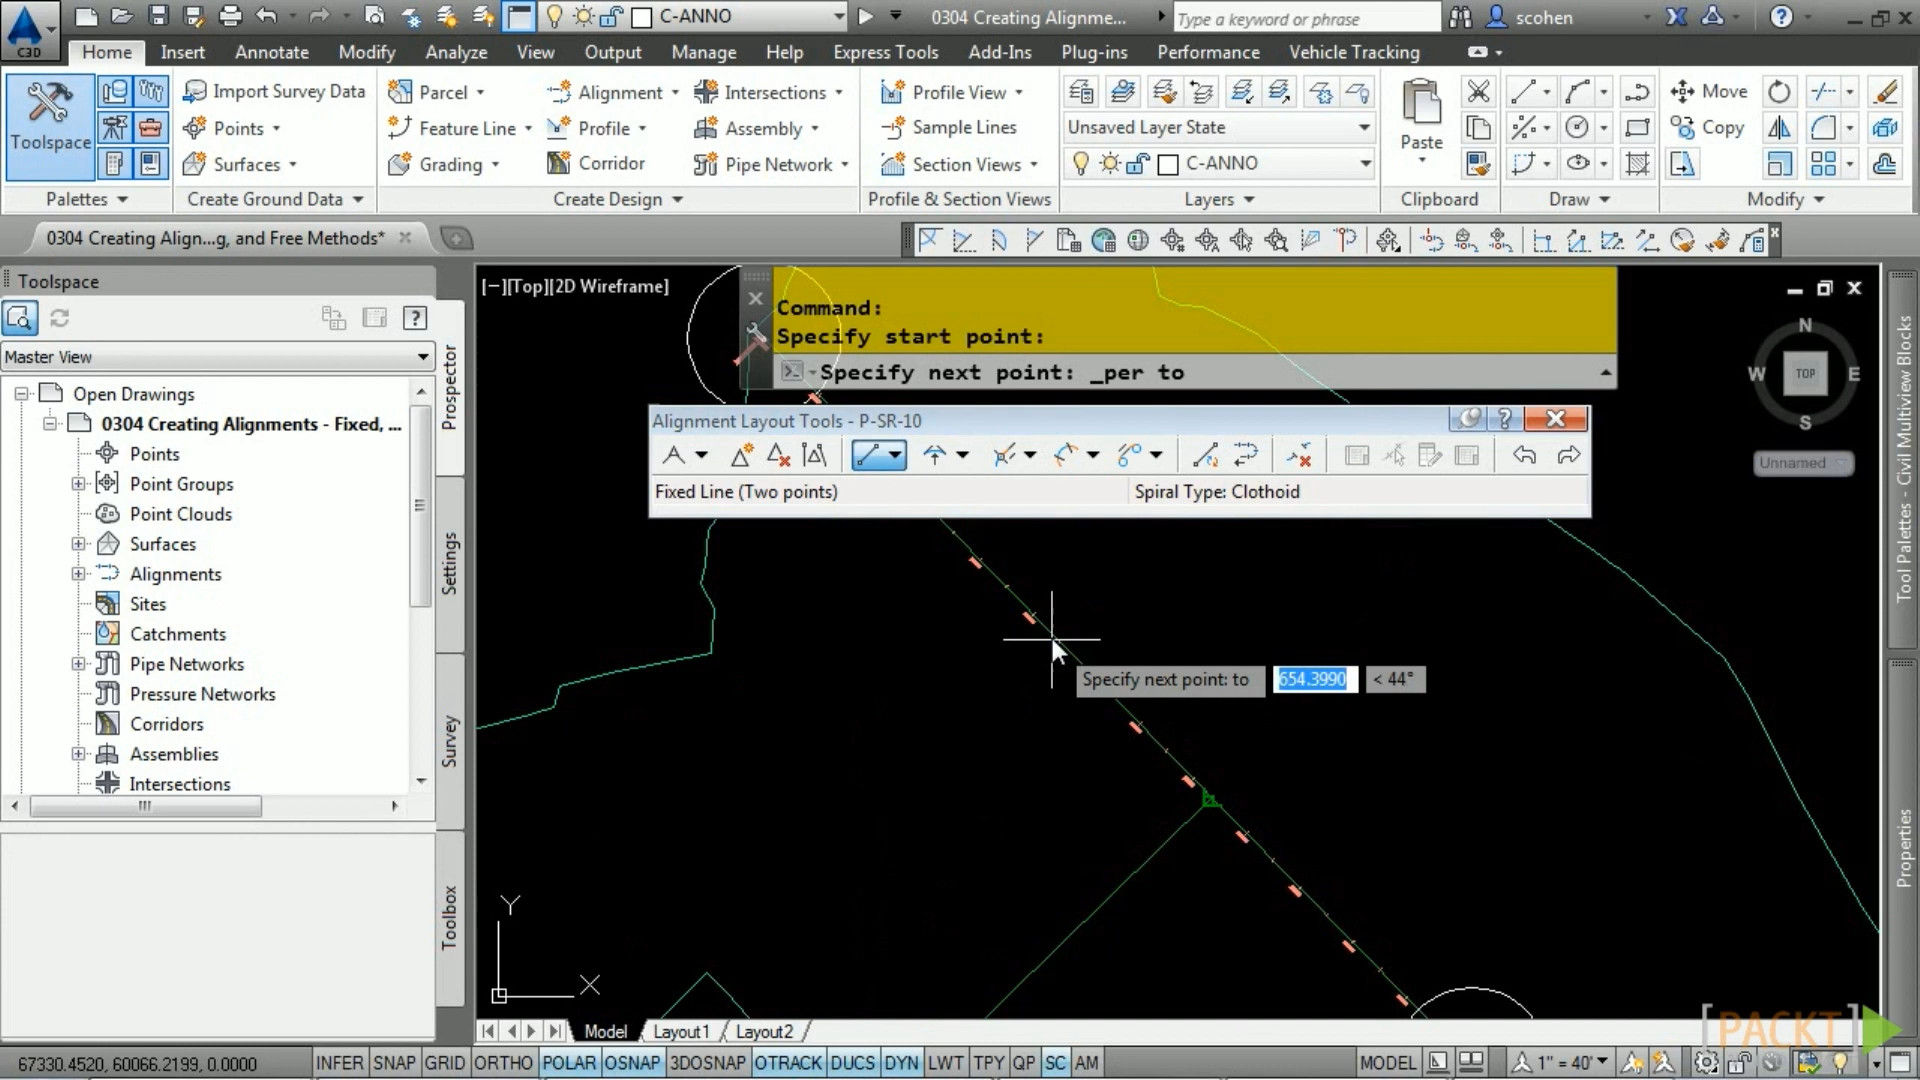 C-ANNO
0304 Creating Alignme...
Type a keyword or phrase
scohen
C3D
Home
Insert
Annotate
Modify
Analyze
View
Output
Manage
Help
Express Tools
Add-Ins
Plug-ins
Performance
Vehicle Tracking
Toolspace
Import Survey Data
Points
Surfaces
Parcel
Feature Line
Grading
Alignment
Profile
Corridor
Intersections
Assembly
Pipe Network
Profile View
Sample Lines
Section Views
Unsaved Layer State
C-ANNO
Paste
Move
Copy
Palettes
Create Ground Data
Create Design
Profile & Section Views
Layers
Clipboard
Draw
Modify
0304 Creating Align...g, and Free Methods*
Toolspace
Master View
Open Drawings
0304 Creating Alignments - Fixed, ...
Points
Point Groups
Point Clouds
Surfaces
Alignments
Sites
Catchments
Pipe Networks
Pressure Networks
Corridors
Assemblies
Intersections
Prospector
Settings
Survey
Toolbox
[−][Top][2D Wireframe]
Command:
Specify start point:
Specify next point: _per to
Alignment Layout Tools - P-SR-10
Fixed Line (Two points)
Spiral Type: Clothoid
Specify next point: to
654.3990
< 44°
N
W
TOP
E
S
Unnamed
Tool Palettes - Civil Multiview Blocks
Properties
Y
X
Model
Layout1
Layout2
[PACKT]
67330.4520, 60066.2199, 0.0000
INFER SNAP GRID ORTHO POLAR OSNAP 3DOSNAP OTRACK DUCS DYN LWT TPY QP SC AM
MODEL
1" = 40'